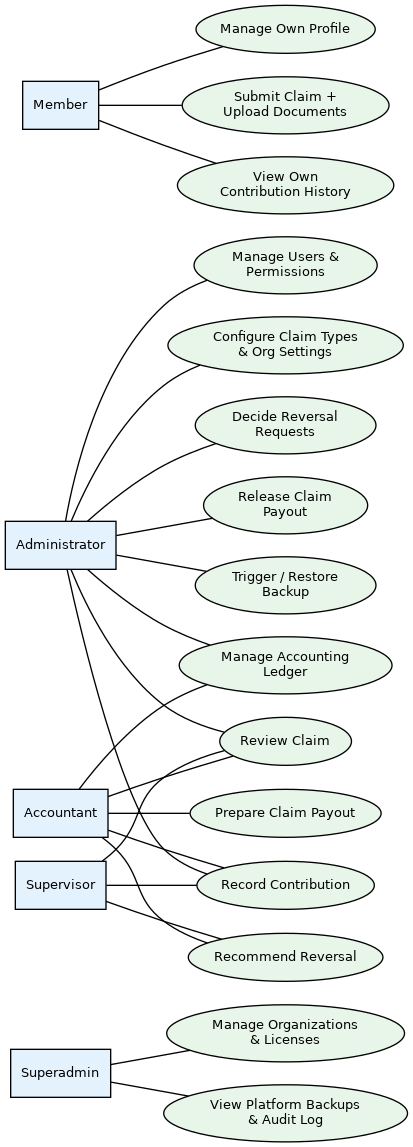 Manage Own Profile
Member
Submit Claim +
Upload Documents
View Own
Contribution History
Manage Users &
Permissions
Configure Claim Types
& Org Settings
Decide Reversal
Requests
Release Claim
Payout
Administrator
Trigger / Restore
Backup
Manage Accounting
Ledger
Review Claim
Accountant
Prepare Claim Payout
Supervisor
Record Contribution
Recommend Reversal
Manage Organizations
& Licenses
Superadmin
View Platform Backups
& Audit Log